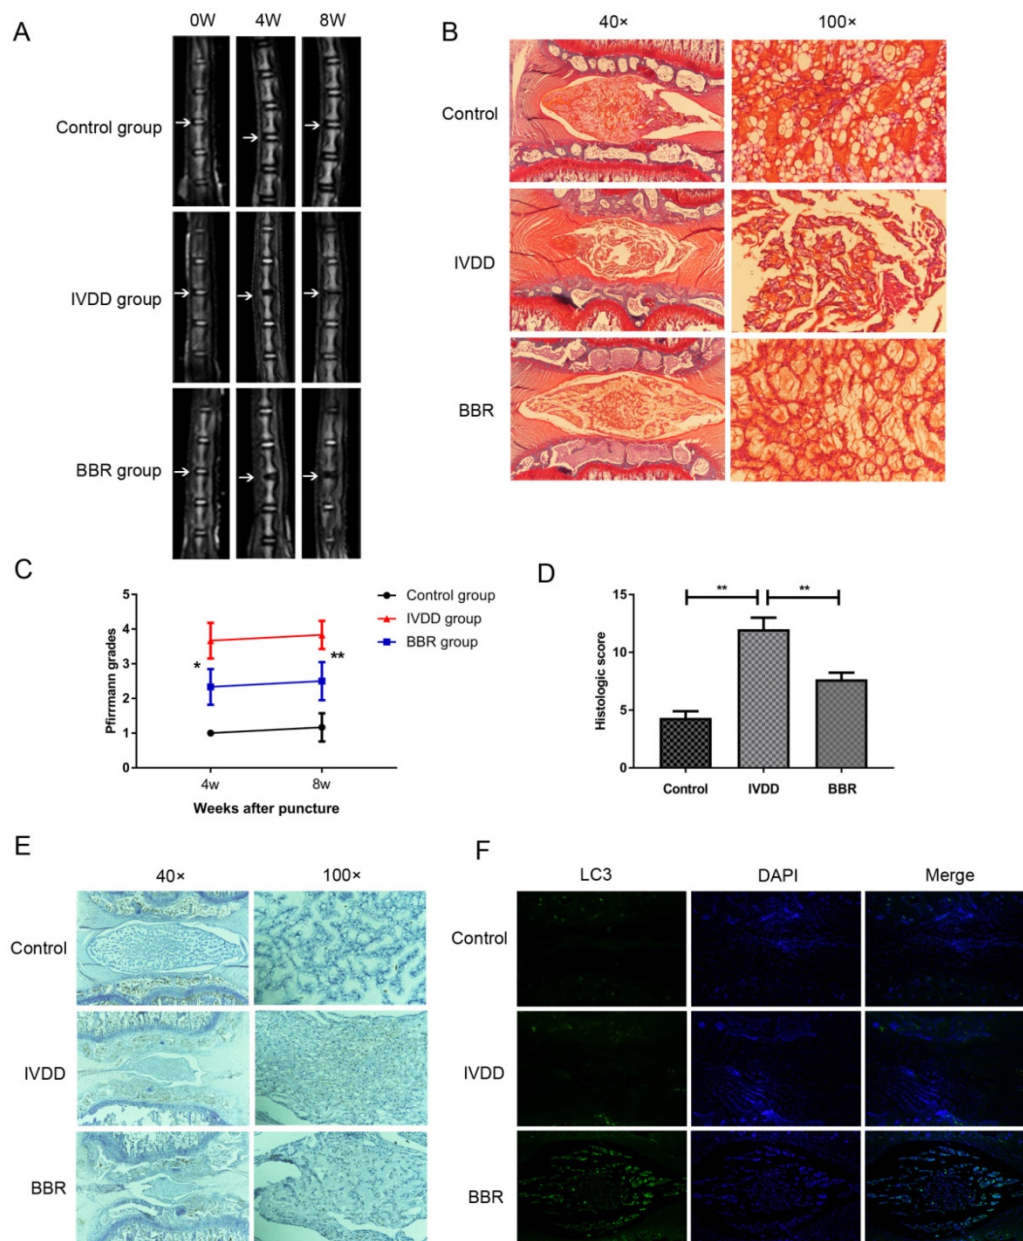 A
0W 4W 8W
Control group
IVDD group
BBR group
B
40× 100×
Control
IVDD
BBR
C
Pfirrmann grades
5
4
3
2
1
0
* **
4w 8w
Weeks after puncture
Control group
IVDD group
BBR group
D
Histologic score
15
10
5
0
** **
Control IVDD BBR
E
40× 100×
Control
IVDD
BBR
F
LC3 DAPI Merge
Control
IVDD
BBR